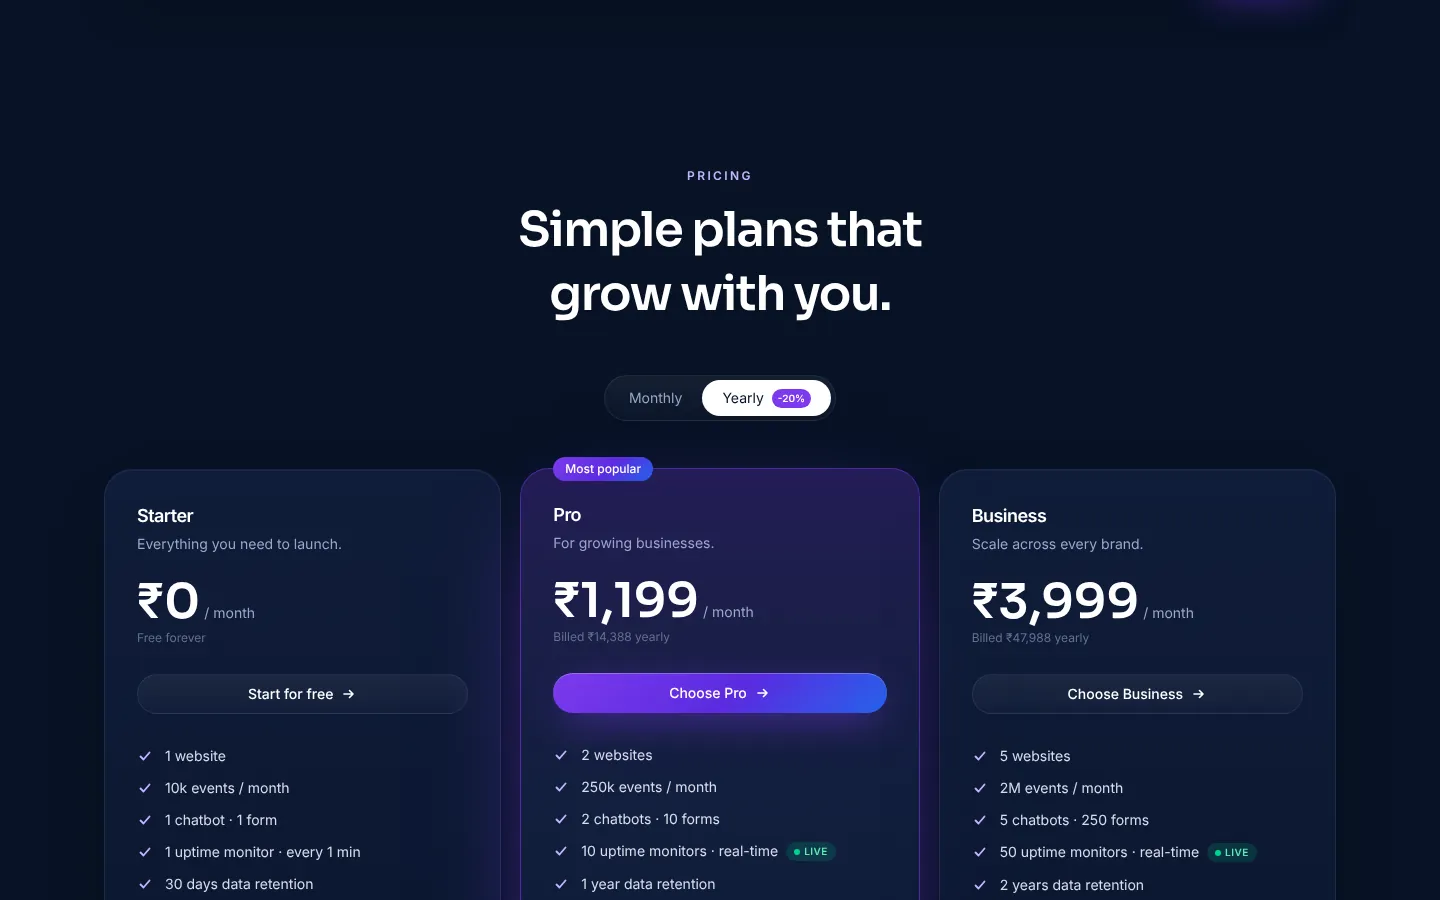 PRICING
Simple plans that
grow with you.
Monthly
Yearly -20%
Starter
Everything you need to launch.
₹0 / month
Free forever
Start for free →
1 website
10k events / month
1 chatbot · 1 form
1 uptime monitor · every 1 min
30 days data retention
Most popular
Pro
For growing businesses.
₹1,199 / month
Billed ₹14,388 yearly
Choose Pro →
2 websites
250k events / month
2 chatbots · 10 forms
10 uptime monitors · real-time LIVE
1 year data retention
Business
Scale across every brand.
₹3,999 / month
Billed ₹47,988 yearly
Choose Business →
5 websites
2M events / month
5 chatbots · 250 forms
50 uptime monitors · real-time LIVE
2 years data retention